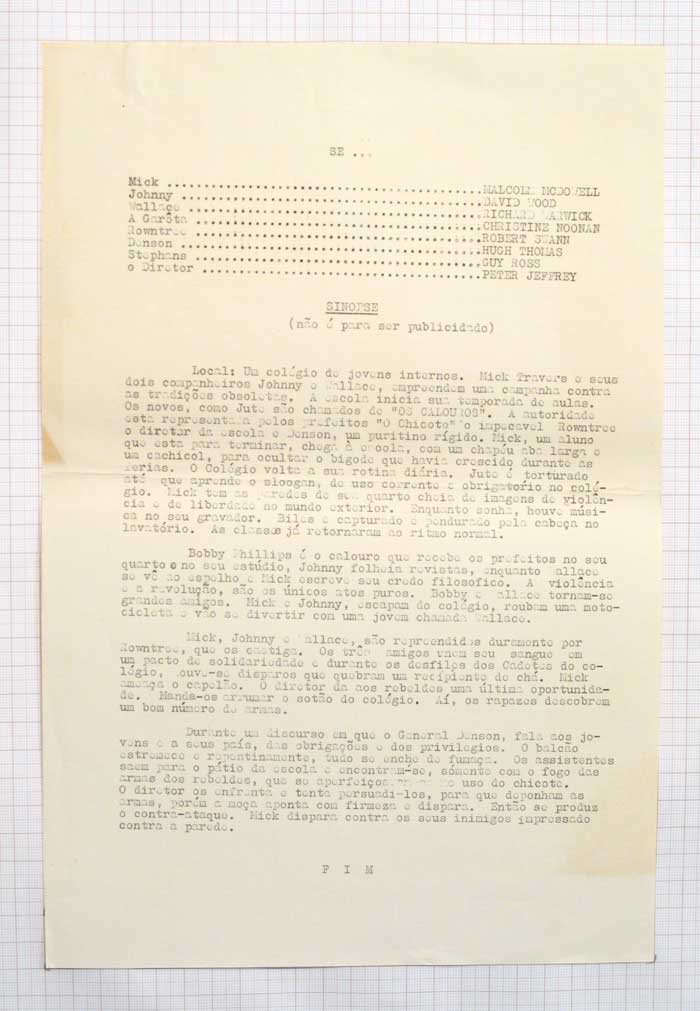 SE ...
Mick ..............................................MALCOLM MCDOWELL
Johnny ............................................DAVID WOOD
Wallace ...........................................RICHARD WARWICK
A Garôta ..........................................CHRISTINE NOONAN
Rowntree ..........................................ROBERT SWANN
Denson ............................................HUGH THOMAS
Stephans ..........................................GUY ROSS
o Diretor .........................................PETER JEFFREY
SINOPSE
(não é para ser publicidado)
Local: Um colégio de jovens internos. Mick Travers e seus
dois companheiros Johnny e Wallace, empreendem uma campanha contra
as tradições obsoletas. A escola inicia sua temporada de aulas.
Os novos, como Jute são chamados de "OS CALOUROS". A autoridade
esta representada pelos prefeitos "O Chicote" o impecavel Rowntree
o diretor da escola e Denson, um puritino rígido. Mick, um aluno
que esta para terminar, chega à escola, com um chapéu aba larga e
um cachicol, para ocultar o bigode que havia crescido durante as
férias. O Colégio volta a sua rotina diária. Jute é torturado
até que aprende o sloogan, de uso corrente e obrigatorio no colé-
gio. Mick tem as paredes de seu quarto cheia de imagens de violên-
cia e de liberdade no mundo exterior. Enquanto sonha, houve músi-
ca no seu gravador. Biles e capturado e pendurado pela cabeça no
lavatório. As classes já retornaram ao ritmo normal.
Bobby Phillips é o calouro que recebe os prefeitos no seu
quarto e no seu estúdio, Johnny folheia revistas, enquanto Wallace
se vê ao espelho e Mick escreve seu credo filosofico. A violência
e a revolução, são os únicos atos puros. Bobby e Wallace tornam-se
grandes amigos. Mick e Johnny, escapam do colégio, roubam uma moto-
cicleta e vão se divertir com uma jovem chamada Wallace.
Mick, Johnny e Wallace, são repreendidos duramente por
Rowntree, que os castiga. Os três amigos unem seu sangue em
um pacto de solidariedade e durante os desfiles dos Cadetes do co-
légio, ouve-se disparos que quebram um recipiente de chá. Mick
ameaça o capelão. O diretor da aos rebeldes uma última oportunida-
de. Manda-os arrumar o sotão do colégio. Aí, os rapazes descobrem
um bom número de armas.
Durante um discurso em que o General Denson, fala aos jo-
vens e a seus país, das obrigações e dos privilegios. O balcão
estremece e repentinamente, tudo se enche de fumaça. Os assistentes
saem para o pátio da escola e encontram-se, sómente com o fogo das
armas dos rebeldes, que se no uso do chicote.
O diretor os enfrenta e tenta persuadi-los, para que deponham as
armas, porém a moça aponta com firmeza e dispara. Então se produz
o contra-ataque. Mick dispara contra os seus inimigos impressado
contra a parede.
F I M